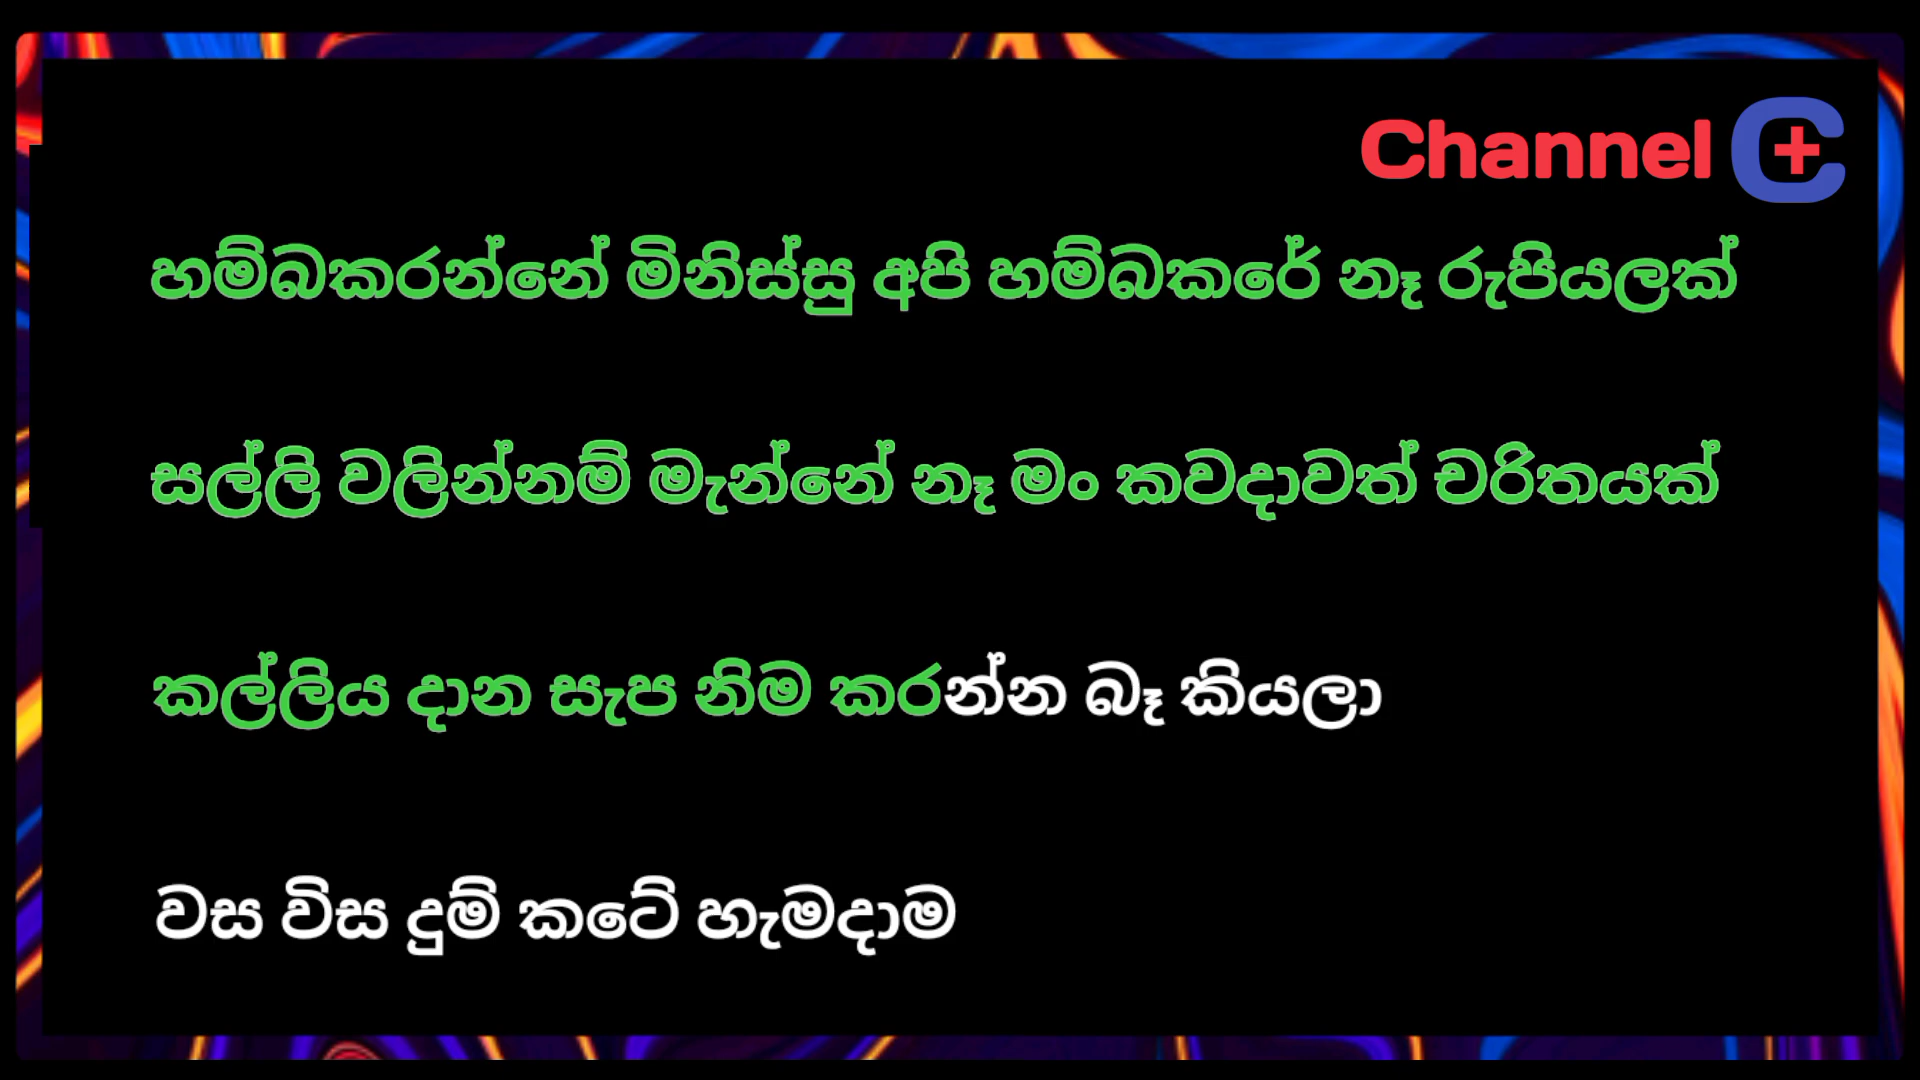 Channel C+
හම්බකරන්නේ මිනිස්සු අපි හම්බකරේ නෑ රුපියලක්
සල්ලි වලින්නම් මැන්නේ නෑ මං කවදාවත් චරිතයක්
කල්ලිය දාන සැප නිම කරන්න බෑ කියලා
වස විස දුම් කටේ හැමදාම